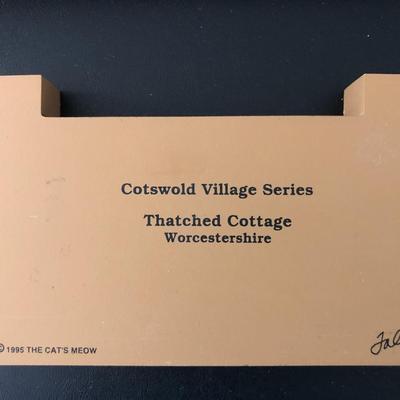 Cotswold Village Series
Thatched Cottage
Worcestershire
© 1995 THE CAT'S MEOW